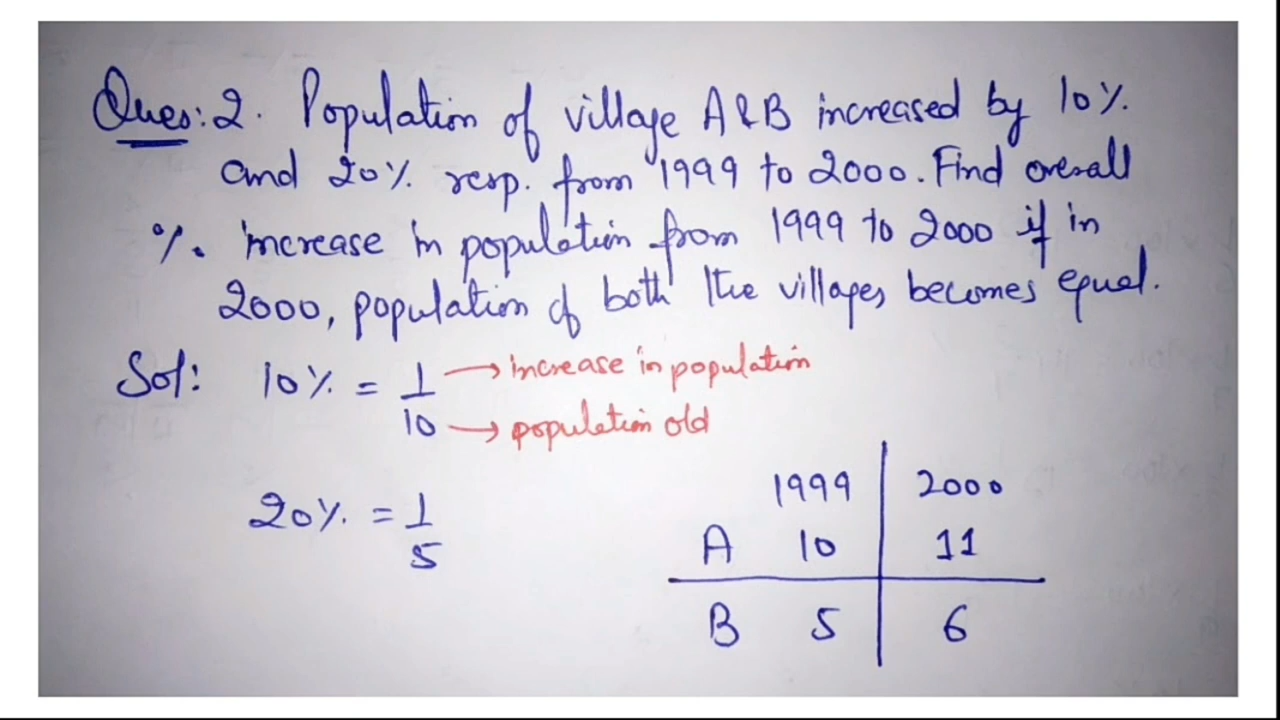 Ques: 2. Population of village A & B increased by 10%
and 20% resp. from 1999 to 2000. Find overall
% increase in population from 1999 to 2000 if in
2000, population of both the villages becomes equal.
Sol: 10% = 1/10 → increase in population
→ population old
20% = 1/5
1999 2000
A 10 11
B 5 6